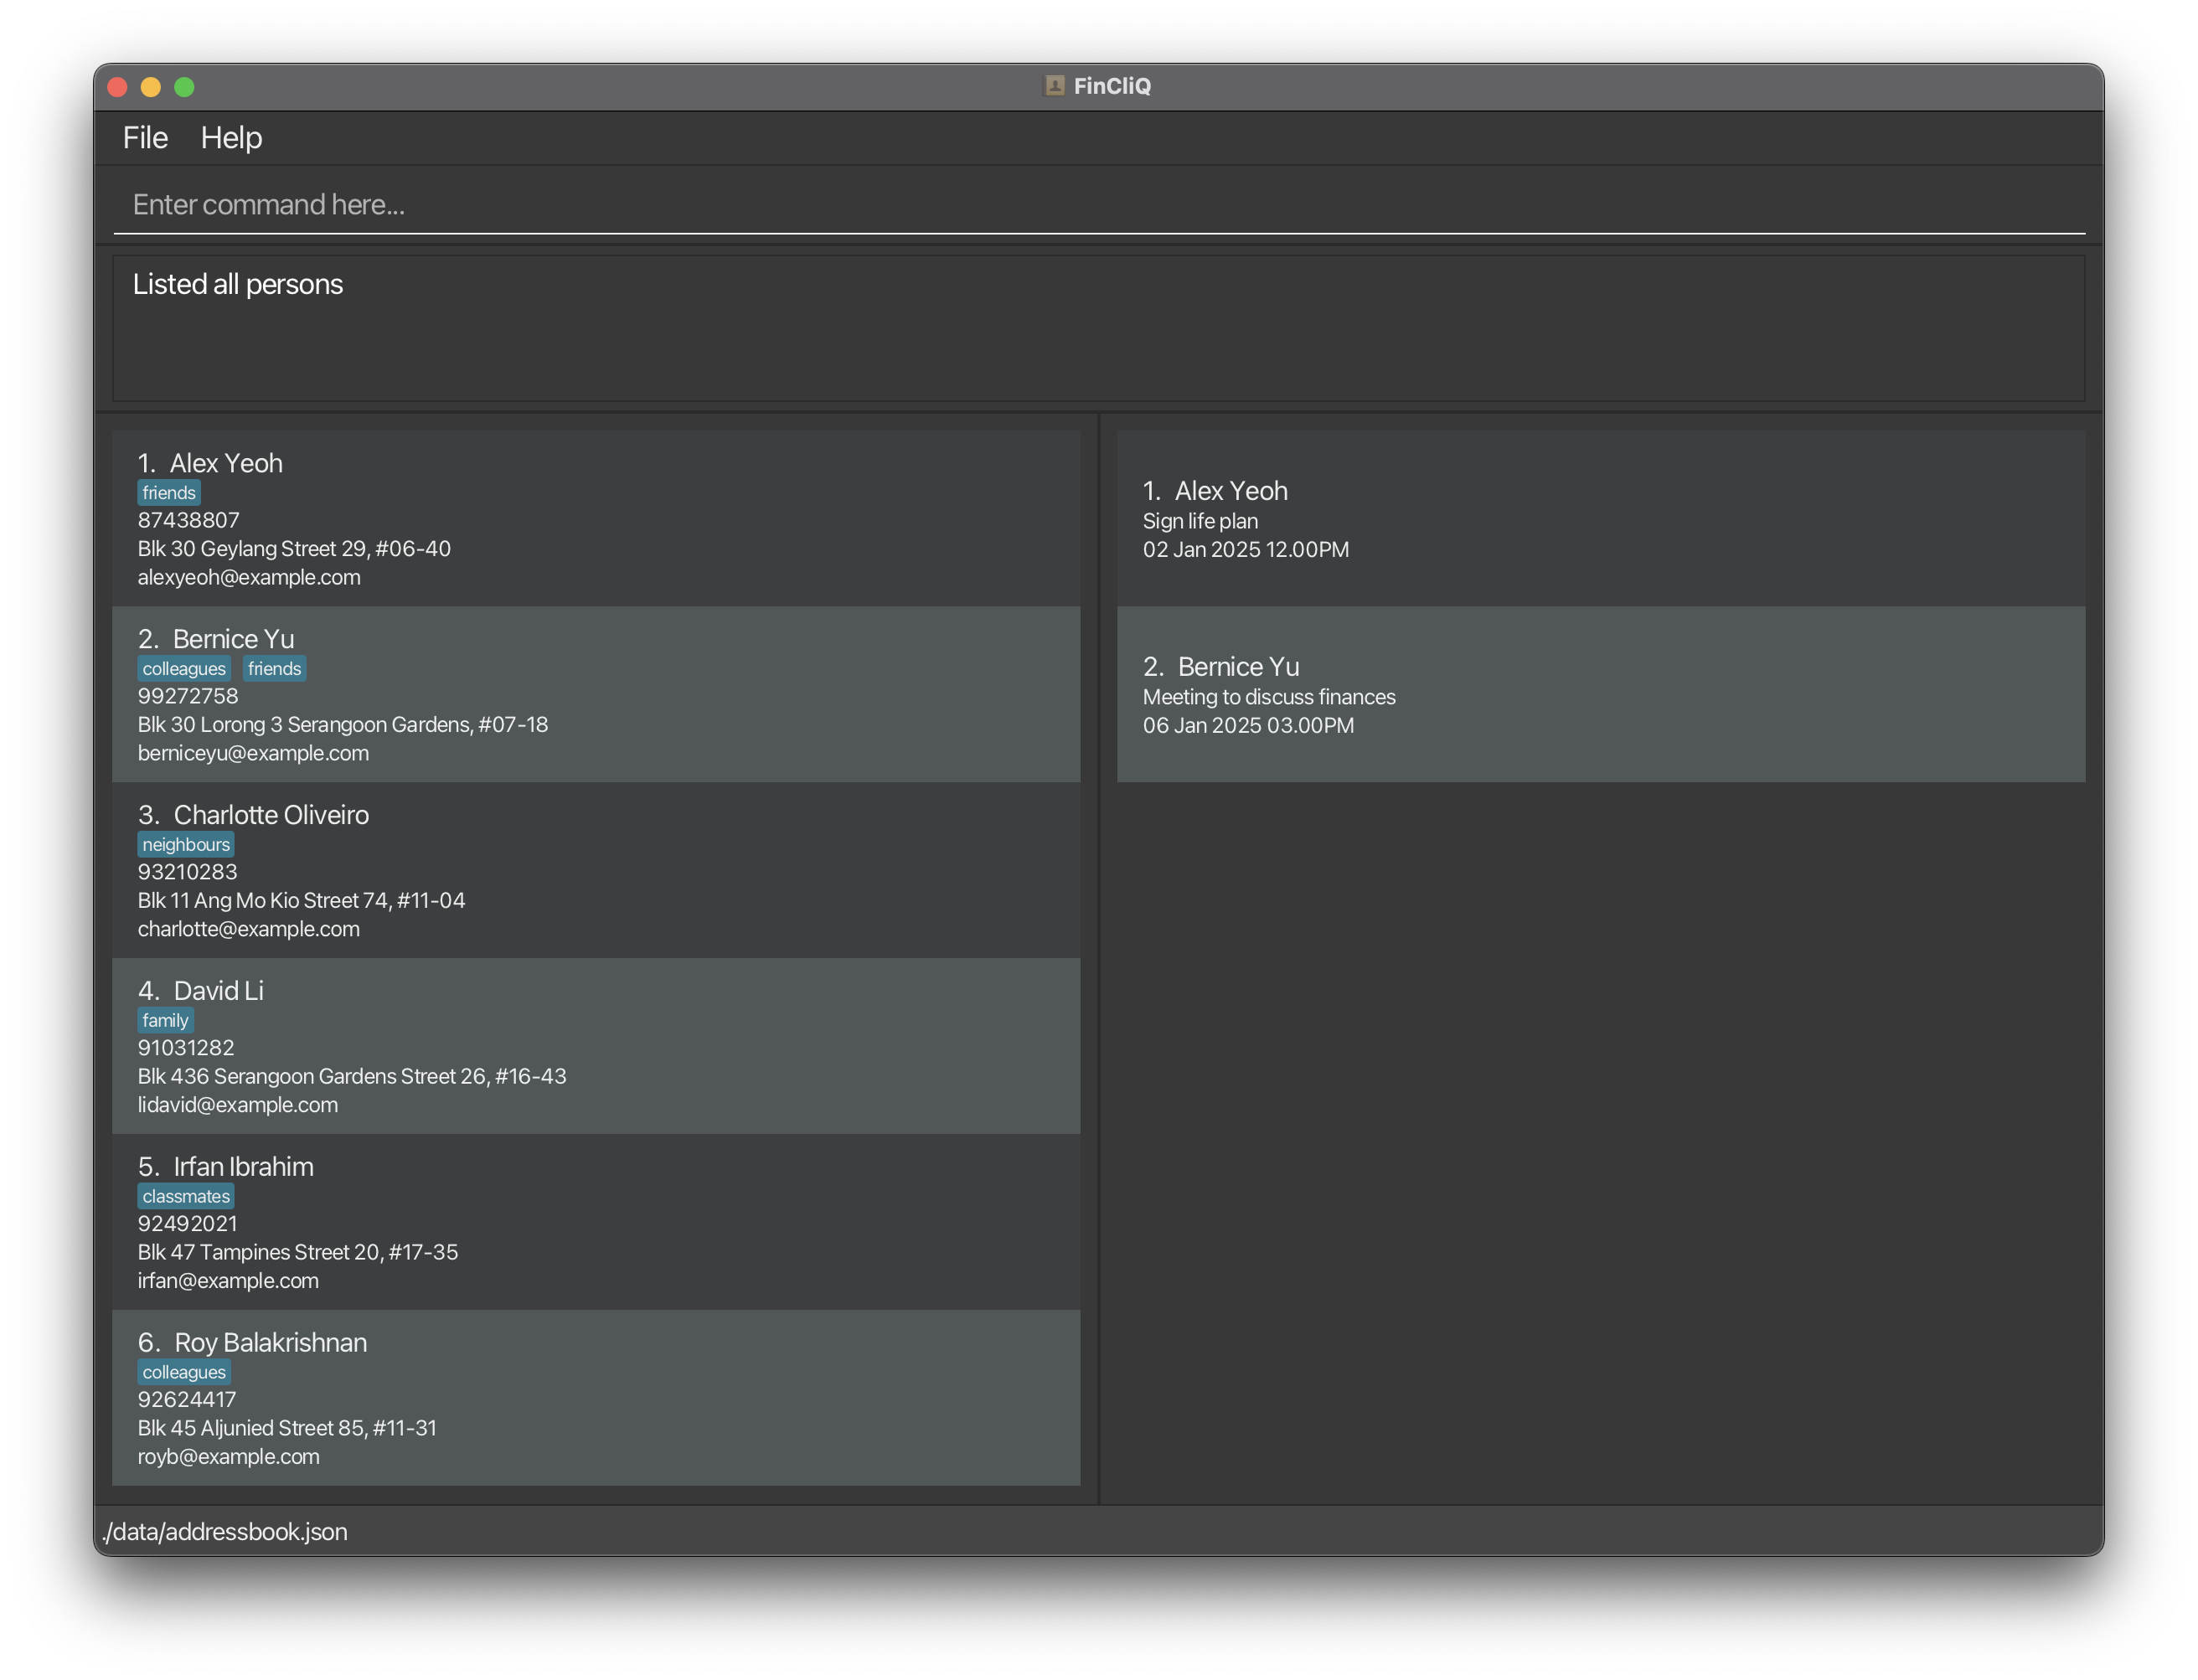 FinCliQ
File Help
Enter command here...
Listed all persons
1. Alex Yeoh
friends
87438807
Blk 30 Geylang Street 29, #06-40
alexyeoh@example.com
2. Bernice Yu
colleagues friends
99272758
Blk 30 Lorong 3 Serangoon Gardens, #07-18
berniceyu@example.com
3. Charlotte Oliveiro
neighbours
93210283
Blk 11 Ang Mo Kio Street 74, #11-04
charlotte@example.com
4. David Li
family
91031282
Blk 436 Serangoon Gardens Street 26, #16-43
lidavid@example.com
5. Irfan Ibrahim
classmates
92492021
Blk 47 Tampines Street 20, #17-35
irfan@example.com
6. Roy Balakrishnan
colleagues
92624417
Blk 45 Aljunied Street 85, #11-31
royb@example.com
1. Alex Yeoh
Sign life plan
02 Jan 2025 12.00PM
2. Bernice Yu
Meeting to discuss finances
06 Jan 2025 03.00PM
./data/addressbook.json